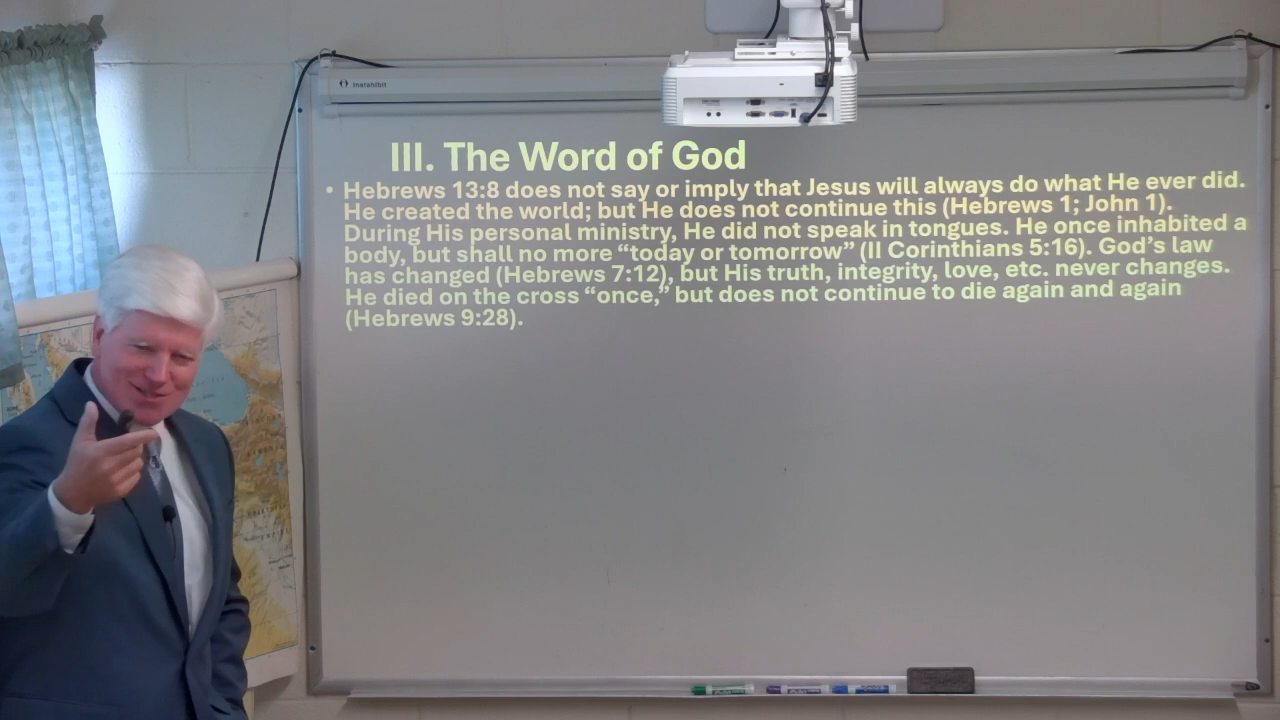 instahibit
III. The Word of God
• Hebrews 13:8 does not say or imply that Jesus will always do what He ever did.
He created the world; but He does not continue this (Hebrews 1; John 1).
During His personal ministry, He did not speak in tongues. He once inhabited a
body, but shall no more “today or tomorrow” (II Corinthians 5:16). God’s law
has changed (Hebrews 7:12), but His truth, integrity, love, etc. never changes.
He died on the cross “once,” but does not continue to die again and again
(Hebrews 9:28).